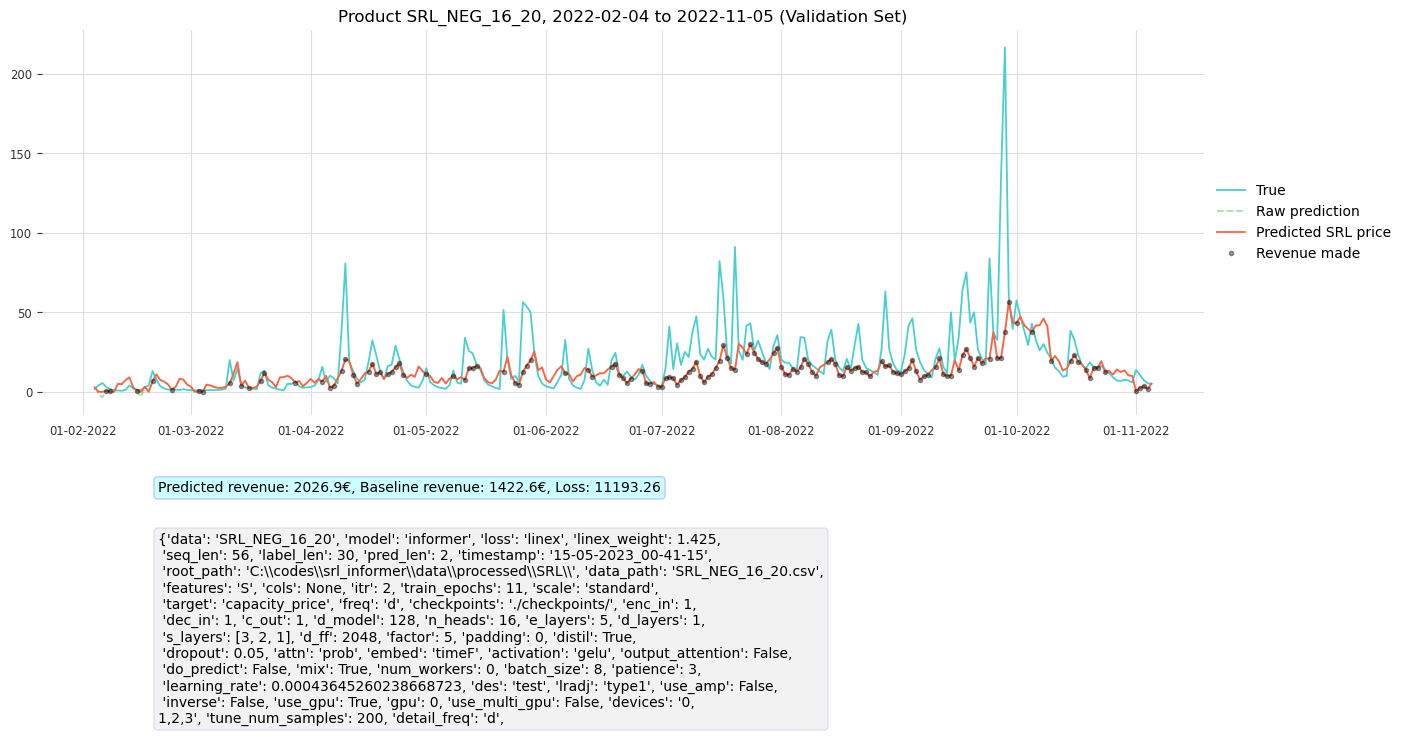 Product SRL_NEG_16_20, 2022-02-04 to 2022-11-05 (Validation Set)
200
150
100
50
0
01-02-2022 01-03-2022 01-04-2022 01-05-2022 01-06-2022 01-07-2022 01-08-2022 01-09-2022 01-10-2022 01-11-2022
True
Raw prediction
Predicted SRL price
Revenue made
Predicted revenue: 2026.9€, Baseline revenue: 1422.6€, Loss: 11193.26
{'data': 'SRL_NEG_16_20', 'model': 'informer', 'loss': 'linex', 'linex_weight': 1.425,
'seq_len': 56, 'label_len': 30, 'pred_len': 2, 'timestamp': '15-05-2023_00-41-15',
'root_path': 'C:\\codes\\srl_informer\\data\\processed\\SRL\\', 'data_path': 'SRL_NEG_16_20.csv',
'features': 'S', 'cols': None, 'itr': 2, 'train_epochs': 11, 'scale': 'standard',
'target': 'capacity_price', 'freq': 'd', 'checkpoints': './checkpoints/', 'enc_in': 1,
'dec_in': 1, 'c_out': 1, 'd_model': 128, 'n_heads': 16, 'e_layers': 5, 'd_layers': 1,
's_layers': [3, 2, 1], 'd_ff': 2048, 'factor': 5, 'padding': 0, 'distil': True,
'dropout': 0.05, 'attn': 'prob', 'embed': 'timeF', 'activation': 'gelu', 'output_attention': False,
'do_predict': False, 'mix': True, 'num_workers': 0, 'batch_size': 8, 'patience': 3,
'learning_rate': 0.00043645260238668723, 'des': 'test', 'lradj': 'type1', 'use_amp': False,
'inverse': False, 'use_gpu': True, 'gpu': 0, 'use_multi_gpu': False, 'devices': '0,
1,2,3', 'tune_num_samples': 200, 'detail_freq': 'd',